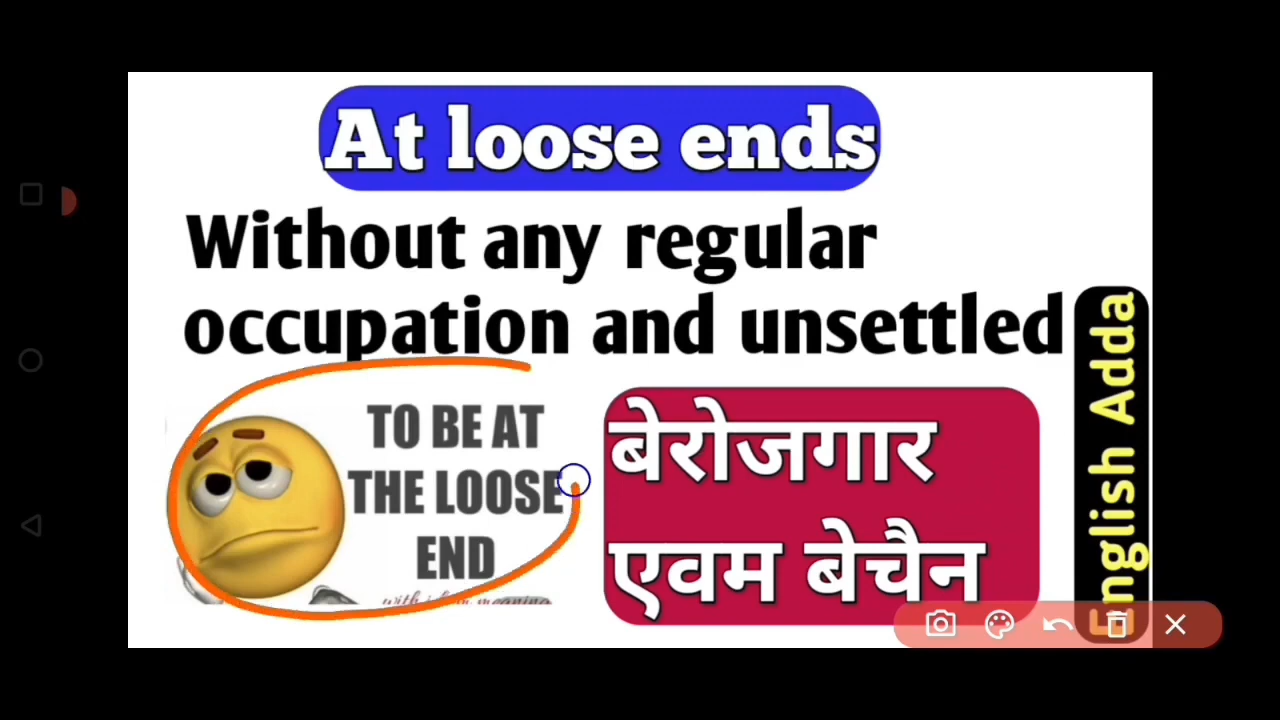 At loose ends
Without any regular
occupation and unsettled
TO BE AT
THE LOOSE
END
बेरोजगार
एवम बेचैन
English Adda